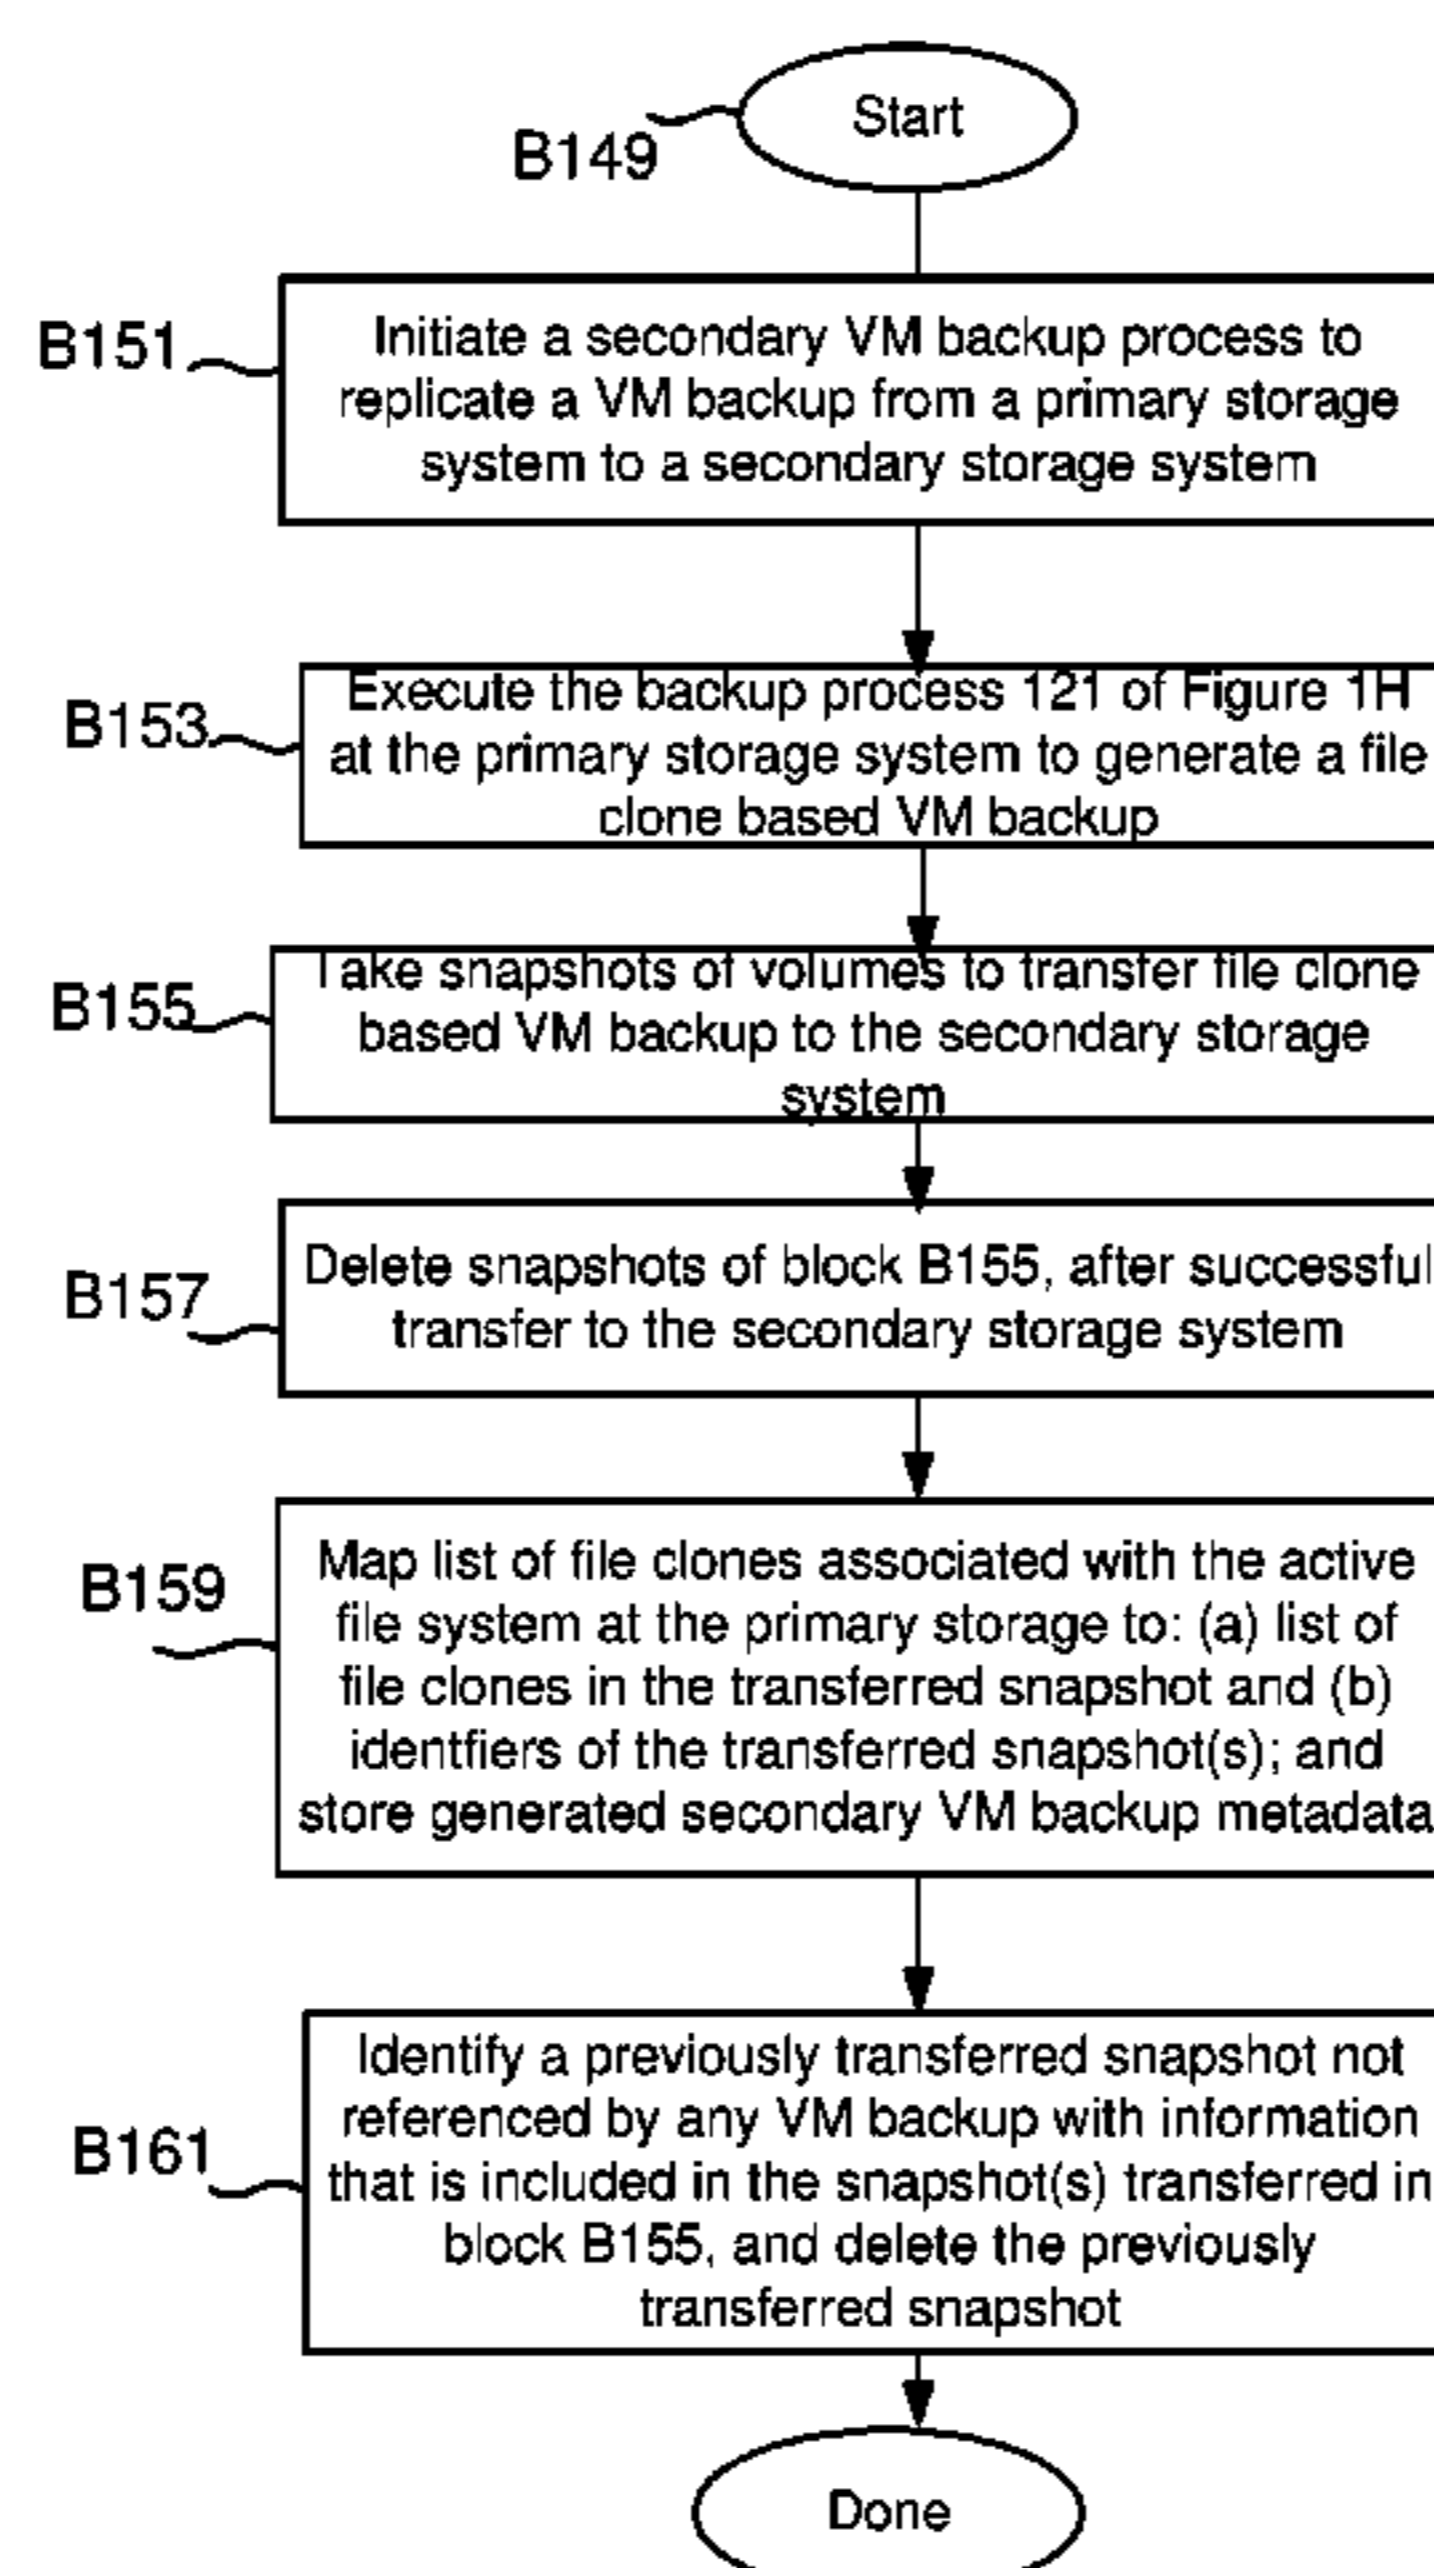 Start
B149
B151
Initiate a secondary VM backup process to
replicate a VM backup from a primary storage
system to a secondary storage system
B153
Execute the backup process 121 of Figure 1H
at the primary storage system to generate a file
clone based VM backup
B155
Take snapshots of volumes to transfer file clone
based VM backup to the secondary storage
system
B157
Delete snapshots of block B155, after successful
transfer to the secondary storage system
B159
Map list of file clones associated with the active
file system at the primary storage to: (a) list of
file clones in the transferred snapshot and (b)
identfiers of the transferred snapshot(s); and
store generated secondary VM backup metadata
B161
Identify a previously transferred snapshot not
referenced by any VM backup with information
that is included in the snapshot(s) transferred in
block B155, and delete the previously
transferred snapshot
Done